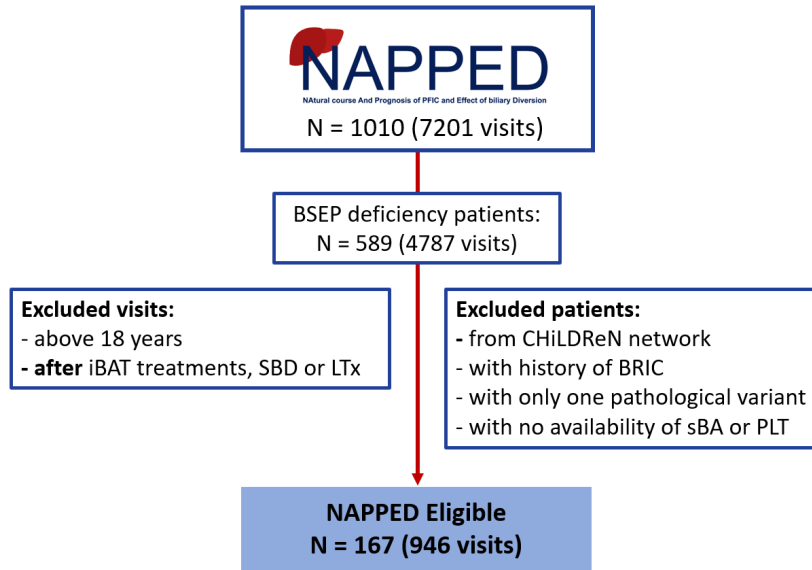 NAPPED
NAtural course And Prognosis of PFIC and Effect of biliary Diversion
N = 1010 (7201 visits)
BSEP deficiency patients:
N = 589 (4787 visits)
Excluded visits:
- above 18 years
- after iBAT treatments, SBD or LTx
Excluded patients:
- from CHiLDReN network
- with history of BRIC
- with only one pathological variant
- with no availability of sBA or PLT
NAPPED Eligible
N = 167 (946 visits)